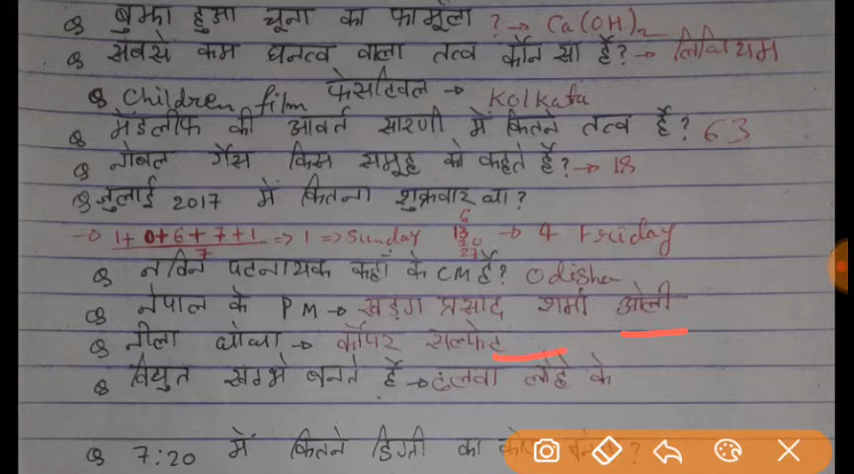 Q बुझा हुआ चूना का फार्मूला ? → Ca(OH)₂
Q सबसे कम घनत्व वाला तत्व कौन सा है? → लिथियम
Q Children film फेसटिवल → Kolkata
Q मेंडलीफ की आवर्त सारणी में कितने तत्व है? 63
Q नोबल गैस किस समूह को कहते है? → 18
Q जुलाई 2017 में कितना शुक्रवार था?
→ 1+0+6+7+1 / 7 => 1 => Sunday 6 13 20 27 → 4 Friday
Q नविन पटनायक कहाँ के CM है? Odisha
Q नेपाल के PM → खड़ग प्रसाद शर्मा ओली
Q नीला थोथा → कॉपर सल्फेट
Q विद्युत खम्भे बनते है → ढलवा लोहे के
Q 7:20 में कितने डिग्री का ?